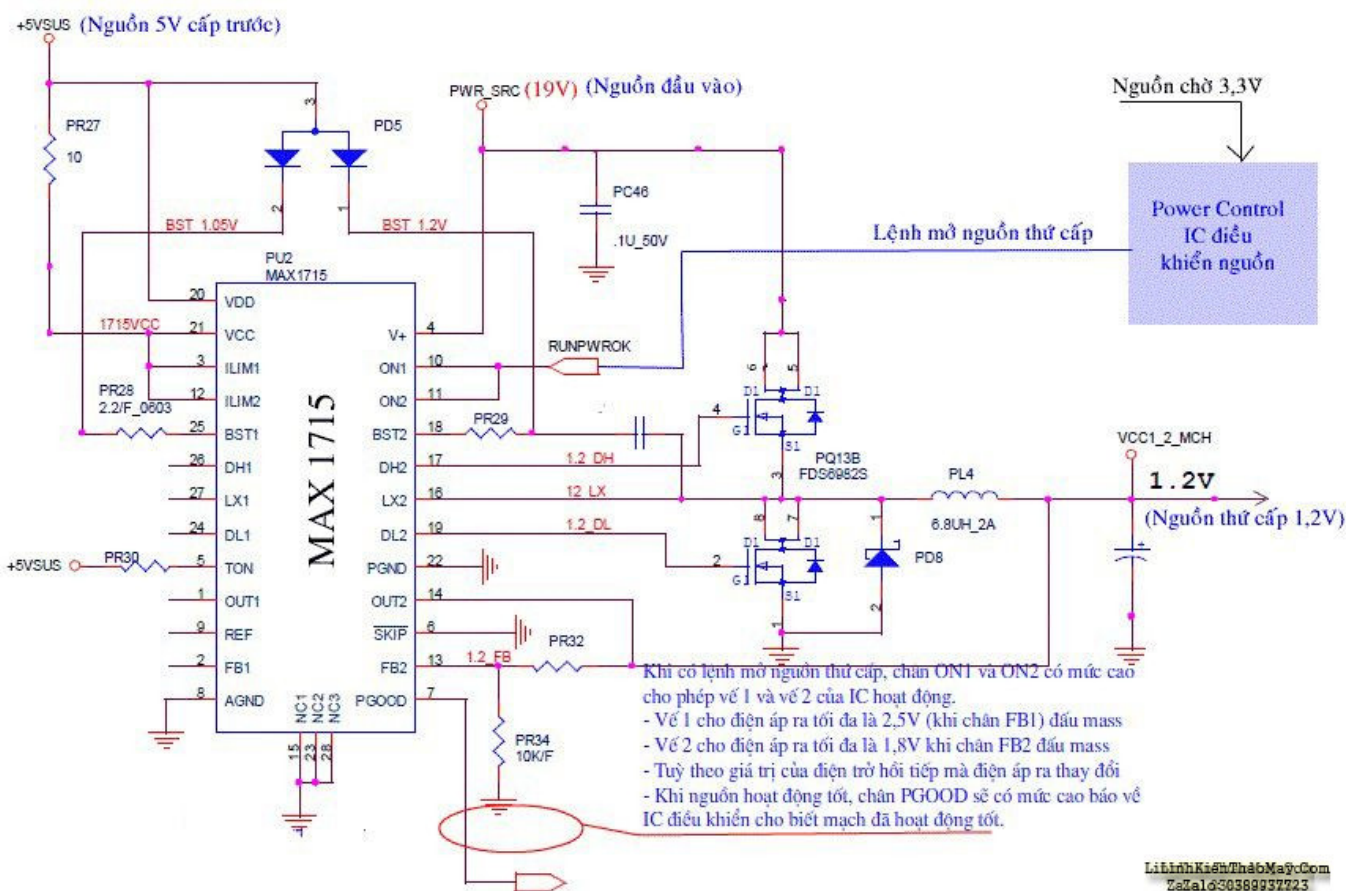 +5VSUS (Nguồn 5V cấp trước)
PWR_SRC (19V) (Nguồn đầu vào)
Nguồn chờ 3,3V
PR27
10
3
PD5
2
1
BST_1.05V
BST_1.2V
PC46
.1U_50V
Lệnh mở nguồn thứ cấp
Power Control
IC điều
khiển nguồn
PU2
MAX1715
MAX 1715
1715VCC
20 VDD
21 VCC
3 ILIM1
12 ILIM2
PR28
2.2/F_0603
25 BST1
26 DH1
27 LX1
24 DL1
+5VSUS
PR30
5 TON
1 OUT1
9 REF
2 FB1
8 AGND
NC1
NC2
NC3
15
23
28
V+ 4
ON1 10
ON2 11
BST2 18
DH2 17
LX2 16
DL2 19
PGND 22
OUT2 14
SKIP 6
FB2 13
PGOOD 7
RUNPWROK
PR29
1.2_DH
12_LX
1.2_DL
1.2_FB
PR32
PR34
10K/F
6
5
D1 D1
4
G1
S1
3
PQ13B
FDS6982S
8
7
D1 D1
2
G1
S1
1
1
PD8
2
PL4
6.8UH_2A
VCC1_2_MCH
1.2V
(Nguồn thứ cấp 1,2V)
+
Khi có lệnh mở nguồn thứ cấp, chân ON1 và ON2 có mức cao
cho phép vế 1 và vế 2 của IC hoạt động.
- Vế 1 cho điện áp ra tối đa là 2,5V (khi chân FB1) đấu mass
- Vế 2 cho điện áp ra tối đa là 1,8V khi chân FB2 đấu mass
- Tuỳ theo giá trị của điện trở hồi tiếp mà điện áp ra thay đổi
- Khi nguồn hoạt động tốt, chân PGOOD sẽ có mức cao báo về
IC điều khiển cho biết mạch đã hoạt động tốt.